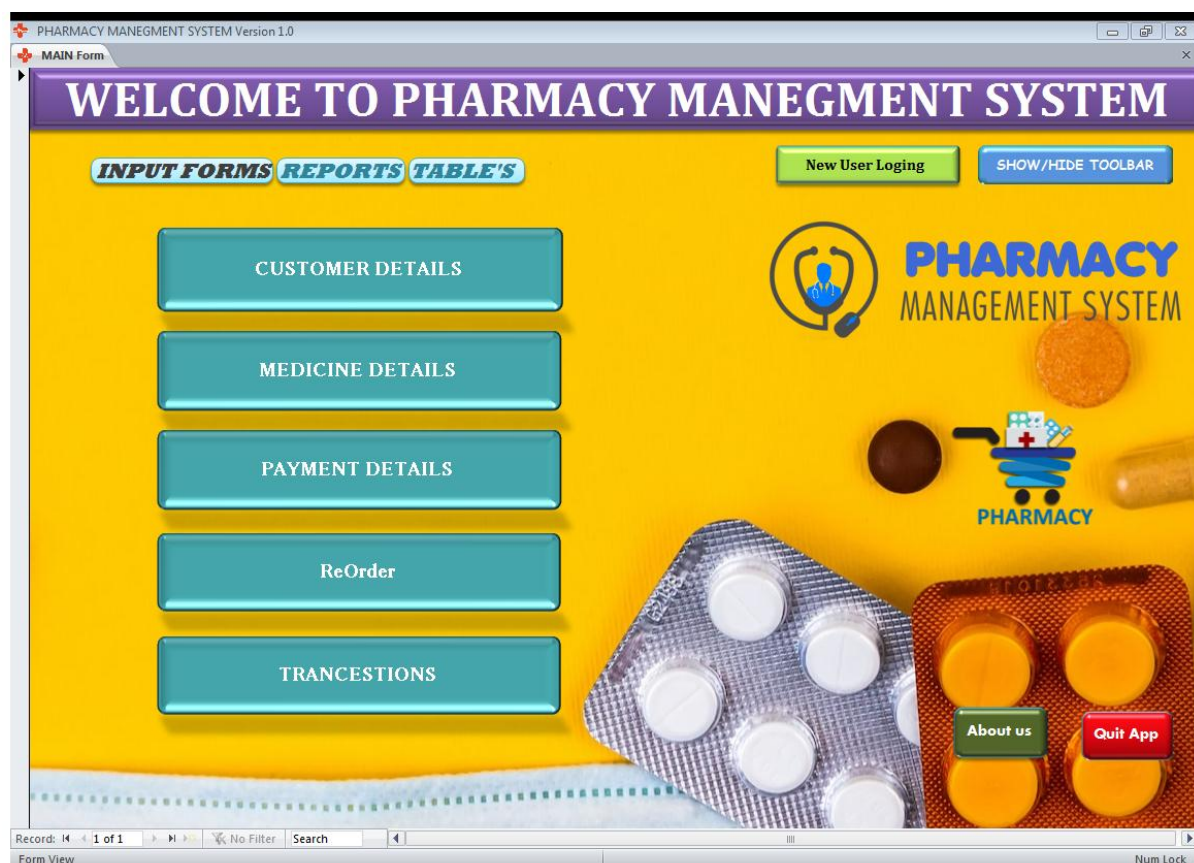 PHARMACY MANEGMENT SYSTEM Version 1.0
MAIN Form
WELCOME TO PHARMACY MANEGMENT SYSTEM
INPUT FORMS REPORTS TABLE'S
New User Loging
SHOW/HIDE TOOLBAR
CUSTOMER DETAILS
PHARMACY
MANAGEMENT SYSTEM
MEDICINE DETAILS
PAYMENT DETAILS
PHARMACY
ReOrder
TRANCESTIONS
About us
Quit App
Record: 1 of 1 No Filter Search
Form View Num Lock